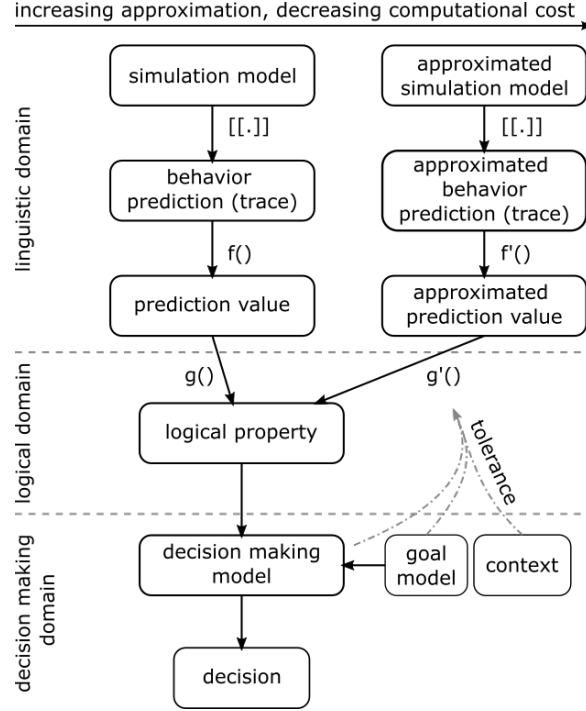 increasing approximation, decreasing computational cost
linguistic domain
simulation model
approximated
simulation model
[[.]]
[[.]]
behavior
prediction (trace)
approximated
behavior
prediction (trace)
f()
f'()
prediction value
approximated
prediction value
g()
g'()
logical domain
logical property
tolerance
decision making
domain
decision making
model
goal
model
context
decision